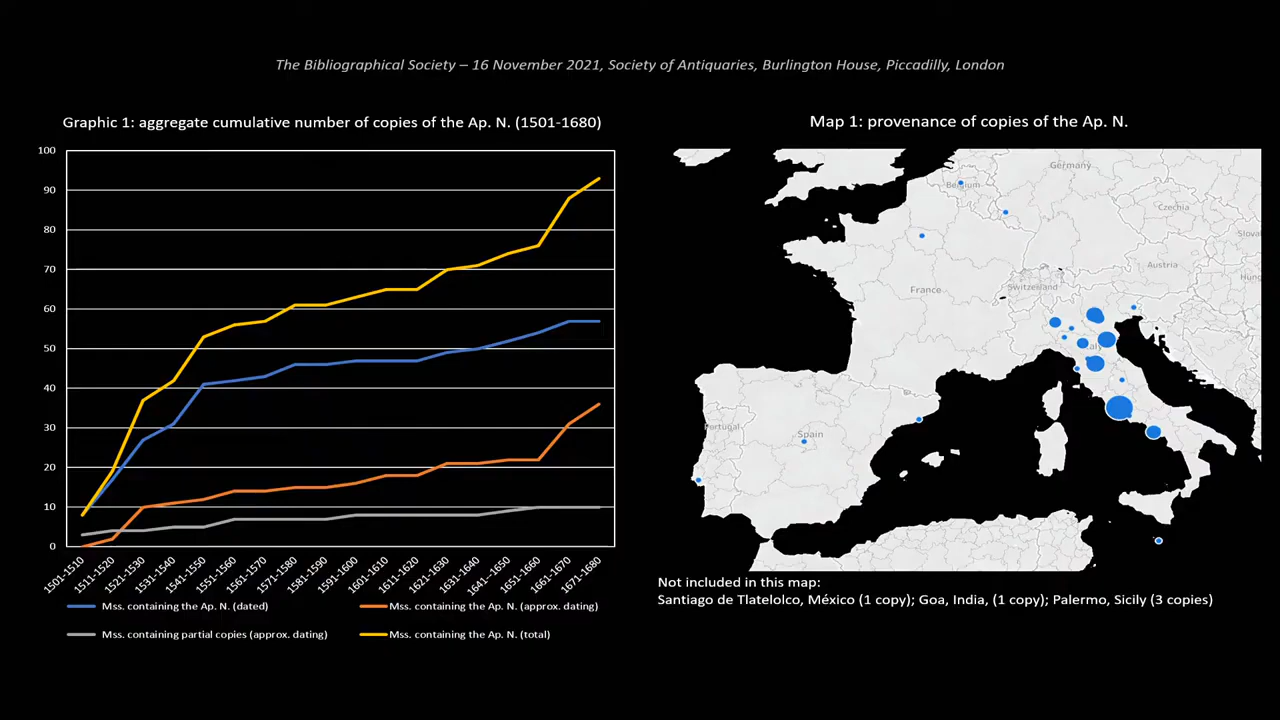 The Bibliographical Society – 16 November 2021, Society of Antiquaries, Burlington House, Piccadilly, London
Graphic 1: aggregate cumulative number of copies of the Ap. N. (1501-1680)
100
90
80
70
60
50
40
30
20
10
0
1501-1510
1511-1520
1521-1530
1531-1540
1541-1550
1551-1560
1561-1570
1571-1580
1581-1590
1591-1600
1601-1610
1611-1620
1621-1630
1631-1640
1641-1650
1651-1660
1661-1670
1671-1680
Mss. containing the Ap. N. (dated)
Mss. containing the Ap. N. (approx. dating)
Mss. containing partial copies (approx. dating)
Mss. containing the Ap. N. (total)
Map 1: provenance of copies of the Ap. N.
Germany
Belgium
Czechia
Slova
Austria
Hung
Switzerland
France
Italy
Portugal
Spain
Not included in this map:
Santiago de Tlatelolco, México (1 copy); Goa, India, (1 copy); Palermo, Sicily (3 copies)